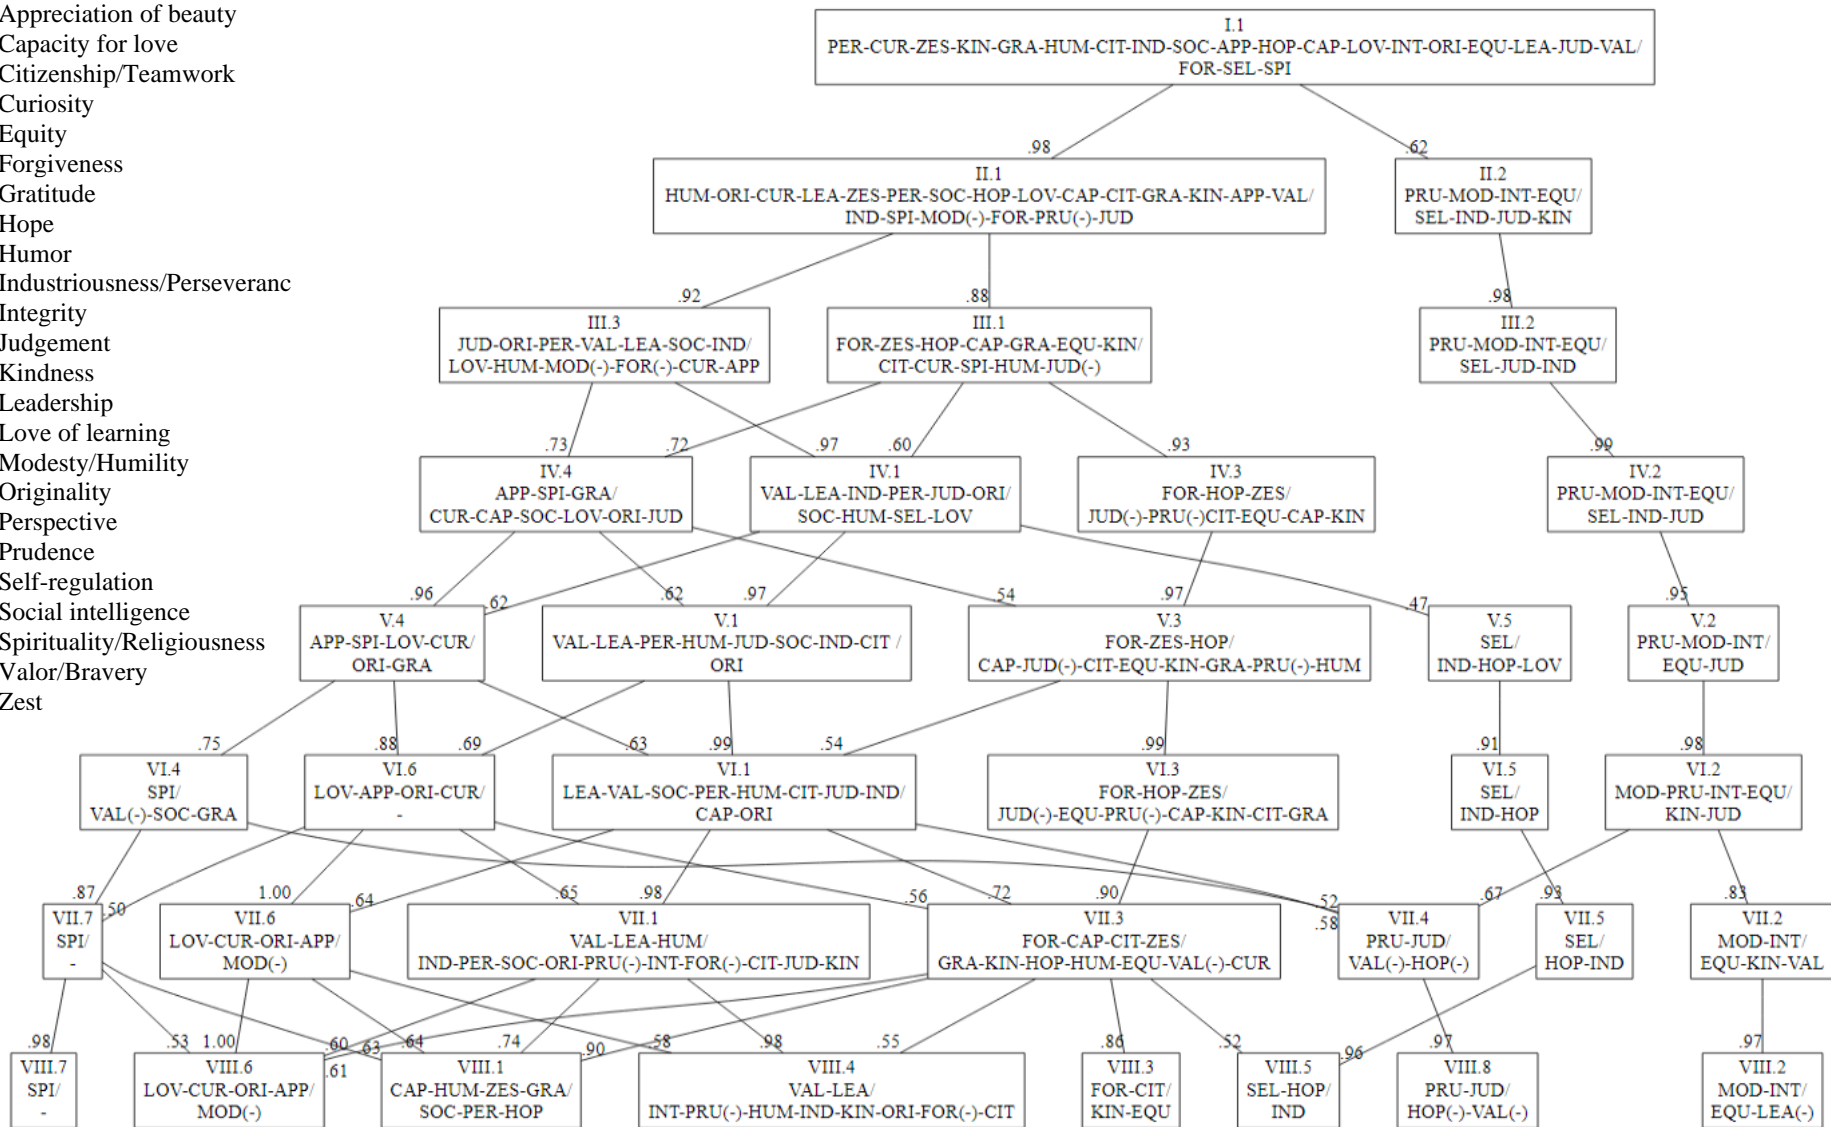 Appreciation of beauty
Capacity for love
Citizenship/Teamwork
Curiosity
Equity
Forgiveness
Gratitude
Hope
Humor
Industriousness/Perseveranc
Integrity
Judgement
Kindness
Leadership
Love of learning
Modesty/Humility
Originality
Perspective
Prudence
Self-regulation
Social intelligence
Spirituality/Religiousness
Valor/Bravery
Zest
I.1
PER-CUR-ZES-KIN-GRA-HUM-CIT-IND-SOC-APP-HOP-CAP-LOV-INT-ORI-EQU-LEA-JUD-VAL/
FOR-SEL-SPI
.98
.62
II.1
HUM-ORI-CUR-LEA-ZES-PER-SOC-HOP-LOV-CAP-CIT-GRA-KIN-APP-VAL/
IND-SPI-MOD(-)-FOR-PRU(-)-JUD
II.2
PRU-MOD-INT-EQU/
SEL-IND-JUD-KIN
.92
.88
.98
III.3
JUD-ORI-PER-VAL-LEA-SOC-IND/
LOV-HUM-MOD(-)-FOR(-)-CUR-APP
III.1
FOR-ZES-HOP-CAP-GRA-EQU-KIN/
CIT-CUR-SPI-HUM-JUD(-)
III.2
PRU-MOD-INT-EQU/
SEL-JUD-IND
.73
.72
.97
.60
.93
.99
IV.4
APP-SPI-GRA/
CUR-CAP-SOC-LOV-ORI-JUD
IV.1
VAL-LEA-IND-PER-JUD-ORI/
SOC-HUM-SEL-LOV
IV.3
FOR-HOP-ZES/
JUD(-)-PRU(-)CIT-EQU-CAP-KIN
IV.2
PRU-MOD-INT-EQU/
SEL-IND-JUD
.96
.62
.62
.97
.54
.97
.47
.95
V.4
APP-SPI-LOV-CUR/
ORI-GRA
V.1
VAL-LEA-PER-HUM-JUD-SOC-IND-CIT /
ORI
V.3
FOR-ZES-HOP/
CAP-JUD(-)-CIT-EQU-KIN-GRA-PRU(-)-HUM
V.5
SEL/
IND-HOP-LOV
V.2
PRU-MOD-INT/
EQU-JUD
.75
.88
.69
.63
.99
.54
.99
.91
.98
VI.4
SPI/
VAL(-)-SOC-GRA
VI.6
LOV-APP-ORI-CUR/
-
VI.1
LEA-VAL-SOC-PER-HUM-CIT-JUD-IND/
CAP-ORI
VI.3
FOR-HOP-ZES/
JUD(-)-EQU-PRU(-)-CAP-KIN-CIT-GRA
VI.5
SEL/
IND-HOP
VI.2
MOD-PRU-INT-EQU/
KIN-JUD
.87
.50
1.00
.64
.65
.98
.56
.72
.90
.52
.58
.67
.93
.83
VII.7
SPI/
-
VII.6
LOV-CUR-ORI-APP/
MOD(-)
VII.1
VAL-LEA-HUM/
IND-PER-SOC-ORI-PRU(-)-INT-FOR(-)-CIT-JUD-KIN
VII.3
FOR-CAP-CIT-ZES/
GRA-KIN-HOP-HUM-EQU-VAL(-)-CUR
VII.4
PRU-JUD/
VAL(-)-HOP(-)
VII.5
SEL/
HOP-IND
VII.2
MOD-INT/
EQU-KIN-VAL
.98
.53
1.00
.60
.61
.63
.64
.74
.90
.58
.98
.55
.86
.52
.96
.97
.97
VIII.7
SPI/
-
VIII.6
LOV-CUR-ORI-APP/
MOD(-)
VIII.1
CAP-HUM-ZES-GRA/
SOC-PER-HOP
VIII.4
VAL-LEA/
INT-PRU(-)-HUM-IND-KIN-ORI-FOR(-)-CIT
VIII.3
FOR-CIT/
KIN-EQU
VIII.5
SEL-HOP/
IND
VIII.8
PRU-JUD/
HOP(-)-VAL(-)
VIII.2
MOD-INT/
EQU-LEA(-)